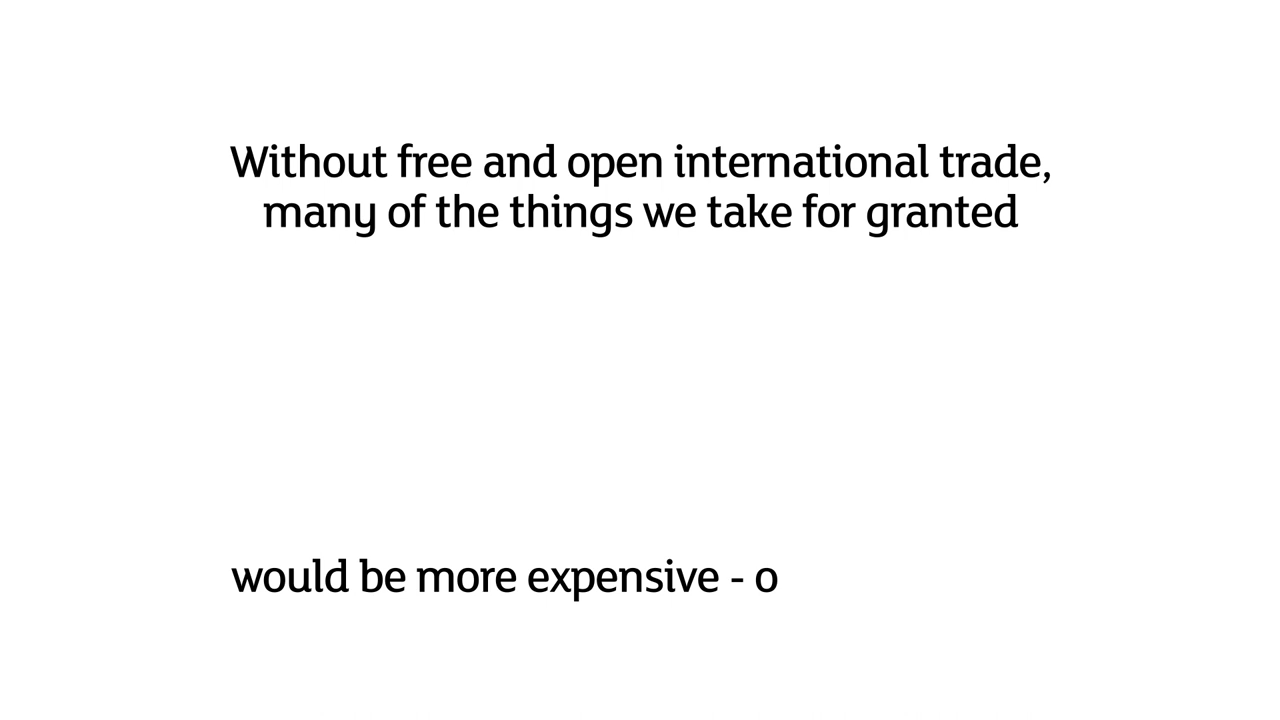 Without free and open international trade,
many of the things we take for granted
would be more expensive - o